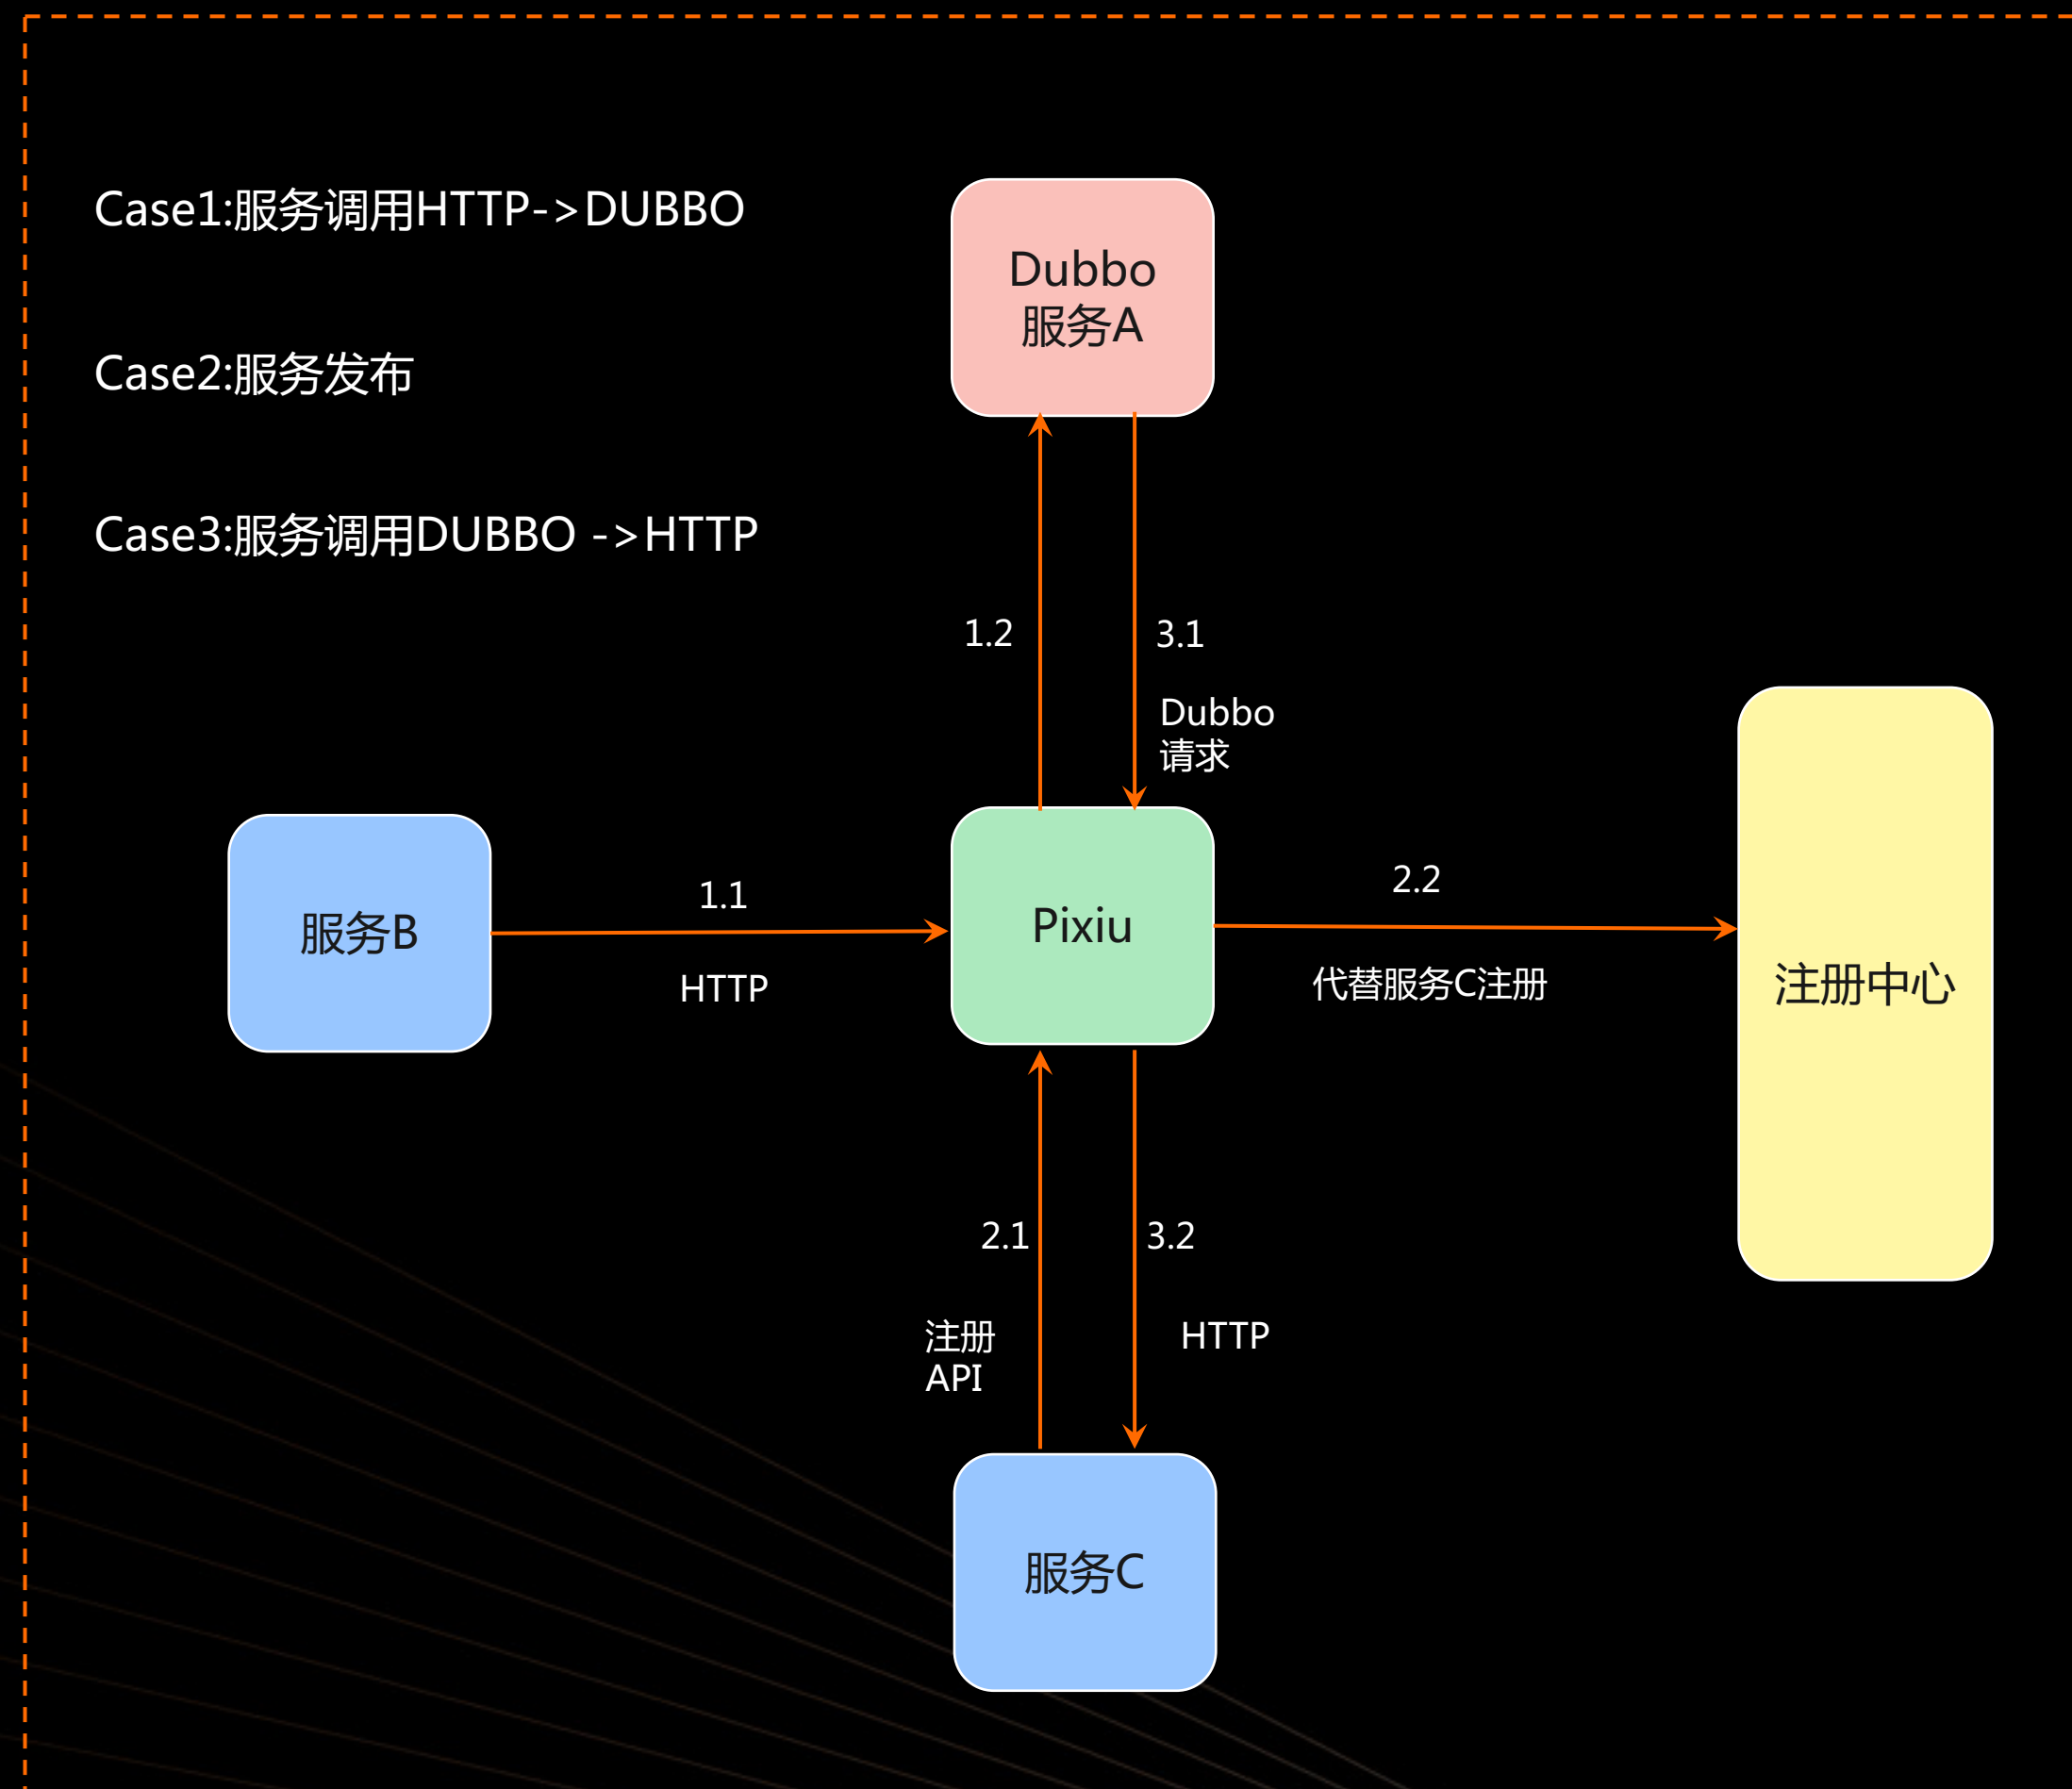 Case1:服务调用HTTP->DUBBO
Case2:服务发布
Case3:服务调用DUBBO ->HTTP
Dubbo
服务A
1.2
3.1
Dubbo
请求
服务B
1.1
HTTP
Pixiu
2.2
代替服务C注册
注册中心
2.1
3.2
注册
API
HTTP
服务C